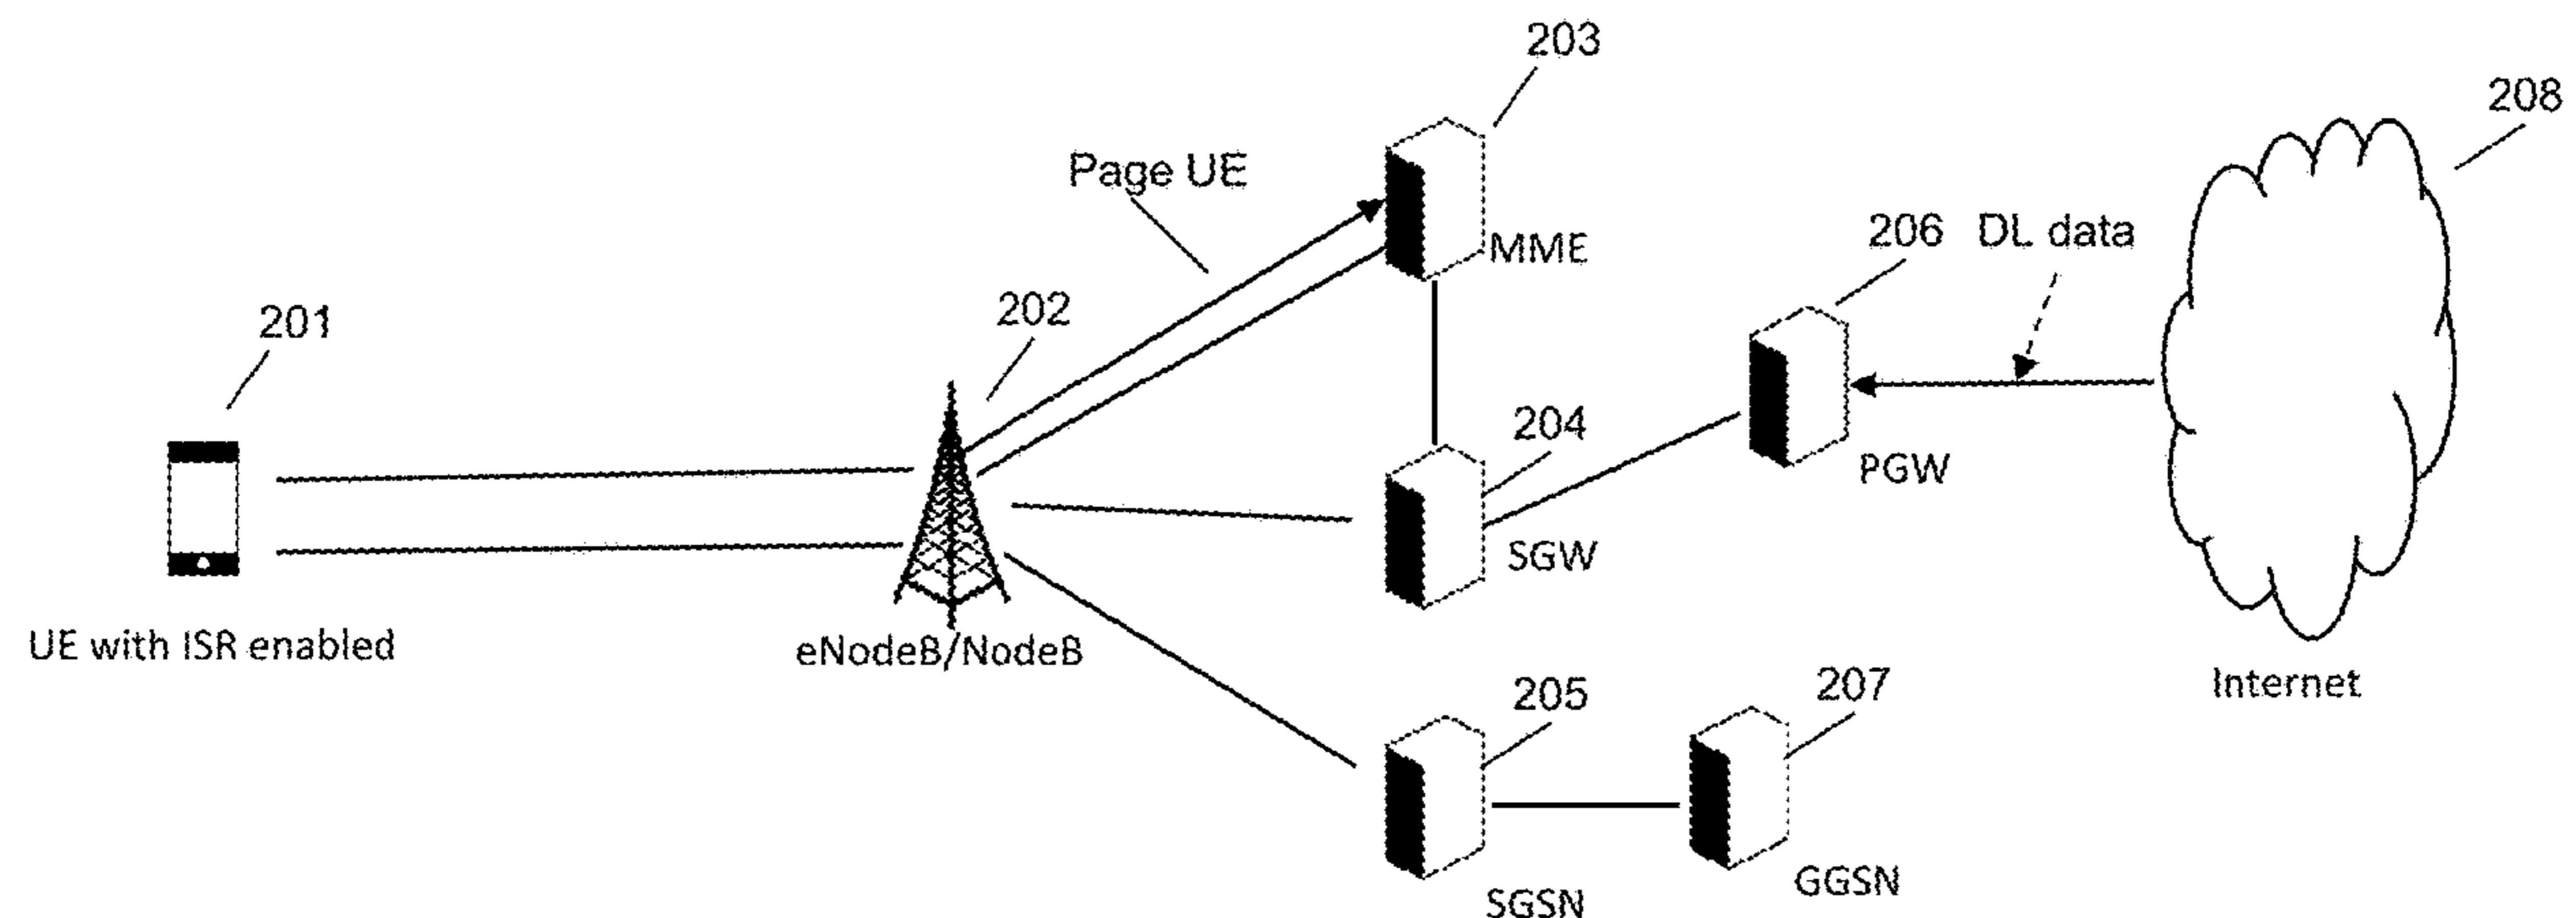 203
208
Page UE
206 DL data
MME
201
202
204
PGW
SGW
UE with ISR enabled
eNodeB/NodeB
205
207
Internet
GGSN
SGSN